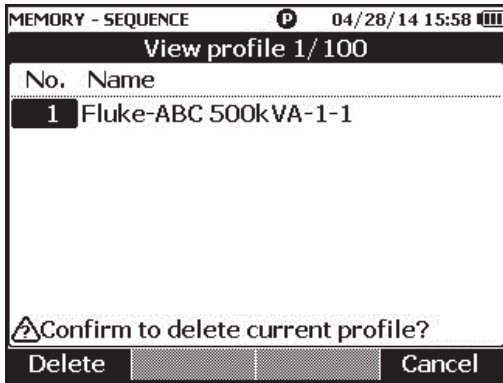 MEMORY - SEQUENCE P 04/28/14 15:58
View profile 1/100
No. Name
1 Fluke-ABC 500kVA-1-1
?Confirm to delete current profile?
Delete Cancel